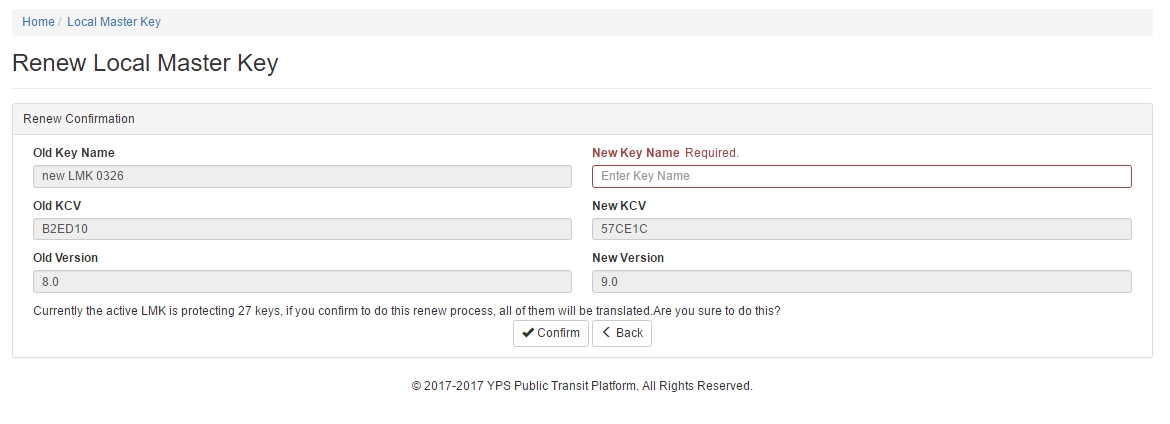 Home / Local Master Key
Renew Local Master Key
Renew Confirmation
Old Key Name
New Key Name Required.
new LMK 0326
Enter Key Name
Old KCV
New KCV
B2ED10
57CE1C
Old Version
New Version
8.0
9.0
Currently the active LMK is protecting 27 keys, if you confirm to do this renew process, all of them will be translated.Are you sure to do this?
Confirm
Back
© 2017-2017 YPS Public Transit Platform. All Rights Reserved.